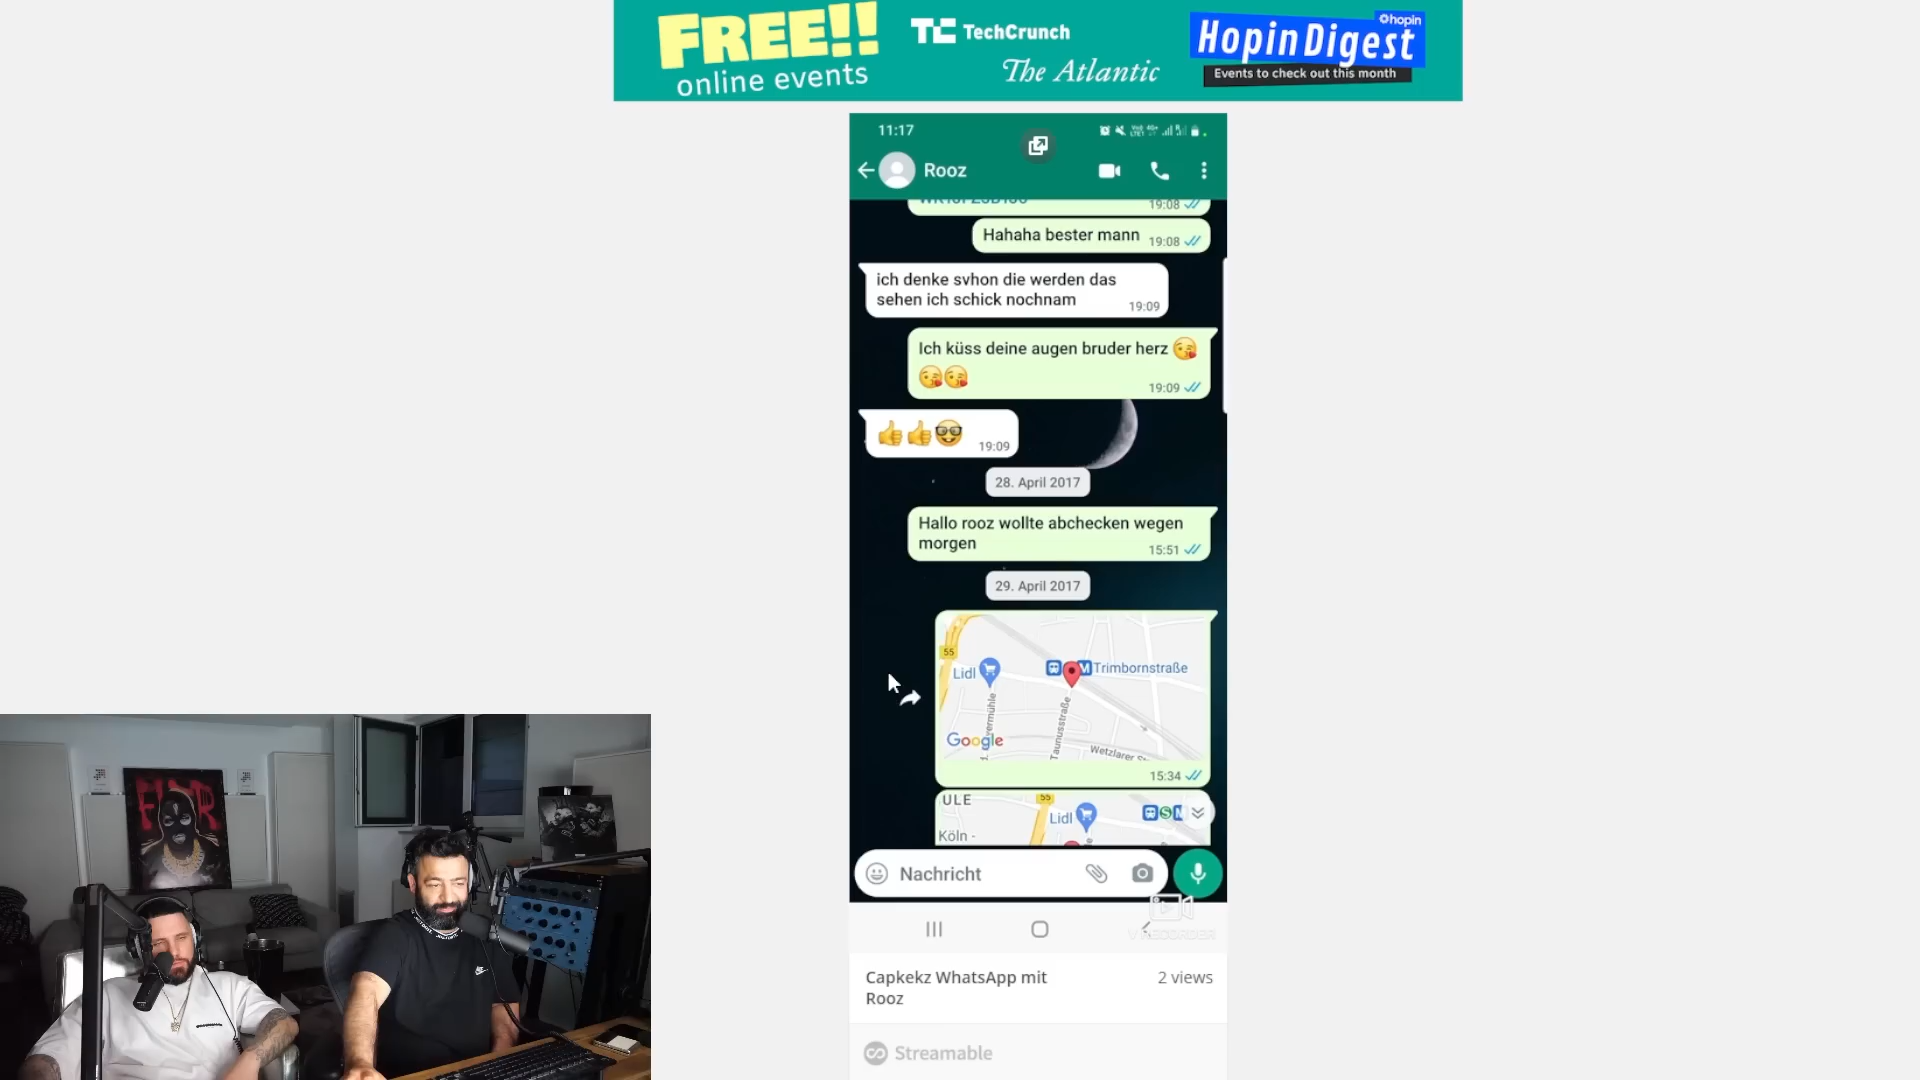 FREE!!
online events
TechCrunch
The Atlantic
hopin
Hopin Digest
Events to check out this month
11:17
Rooz
19:08
Hahaha bester mann
19:08
ich denke svhon die werden das
sehen ich schick nochnam
19:09
Ich küss deine augen bruder herz 😘
😘😘
19:09
👍👍🤓
19:09
28. April 2017
Hallo rooz wollte abchecken wegen
morgen
15:51
29. April 2017
55
Lidl
M
Trimbornstraße
Taunusstraße
Google
Wetzlarer
15:34
ULE
55
Lidl
Köln -
Nachricht
V RECORDER
Capkekz WhatsApp mit
Rooz
2 views
Streamable